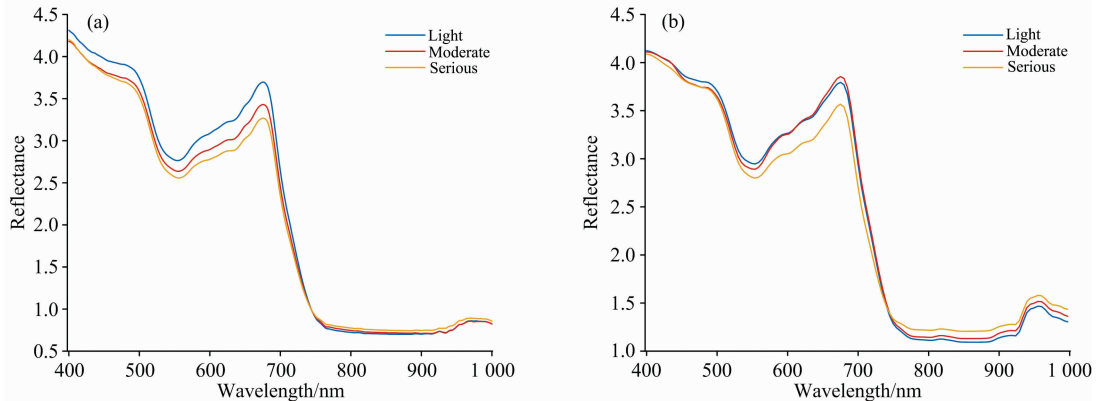 (a)
Light
Moderate
Serious
4.5
4.0
3.5
3.0
2.5
2.0
1.5
1.0
0.5
Reflectance
400 500 600 700 800 900 1 000
Wavelength/nm
(b)
Light
Moderate
Serious
4.5
4.0
3.5
3.0
2.5
2.0
1.5
1.0
Reflectance
400 500 600 700 800 900 1 000
Wavelength/nm